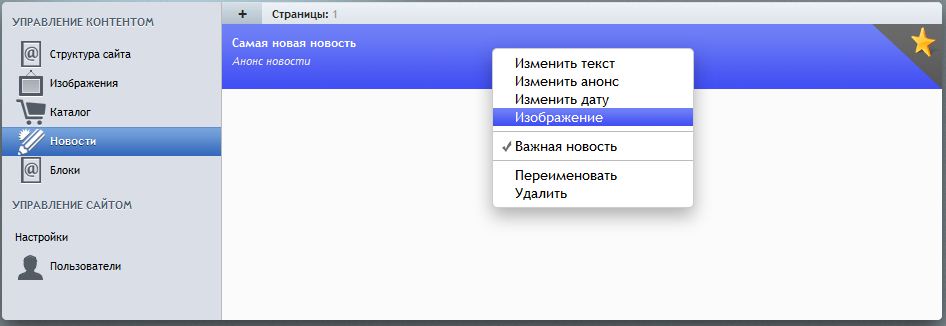 УПРАВЛЕНИЕ КОНТЕНТОМ
Структура сайта
Изображения
Каталог
Новости
Блоки
УПРАВЛЕНИЕ САЙТОМ
Настройки
Пользователи
+ Страницы: 1
Самая новая новость
Анонс новости
Изменить текст
Изменить анонс
Изменить дату
Изображение
✓ Важная новость
Переименовать
Удалить